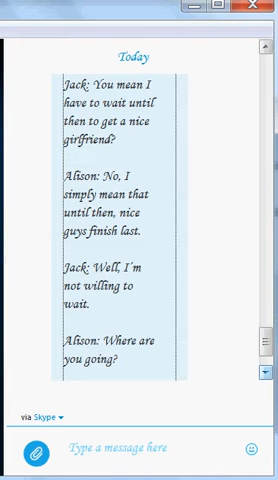 Today
Jack: You mean I
have to wait until
then to get a nice
girlfriend?
Alison: No, I
simply mean that
until then, nice
guys finish last.
Jack: Well, I'm
not willing to
wait.
Alison: Where are
you going?
via Skype
Type a message here